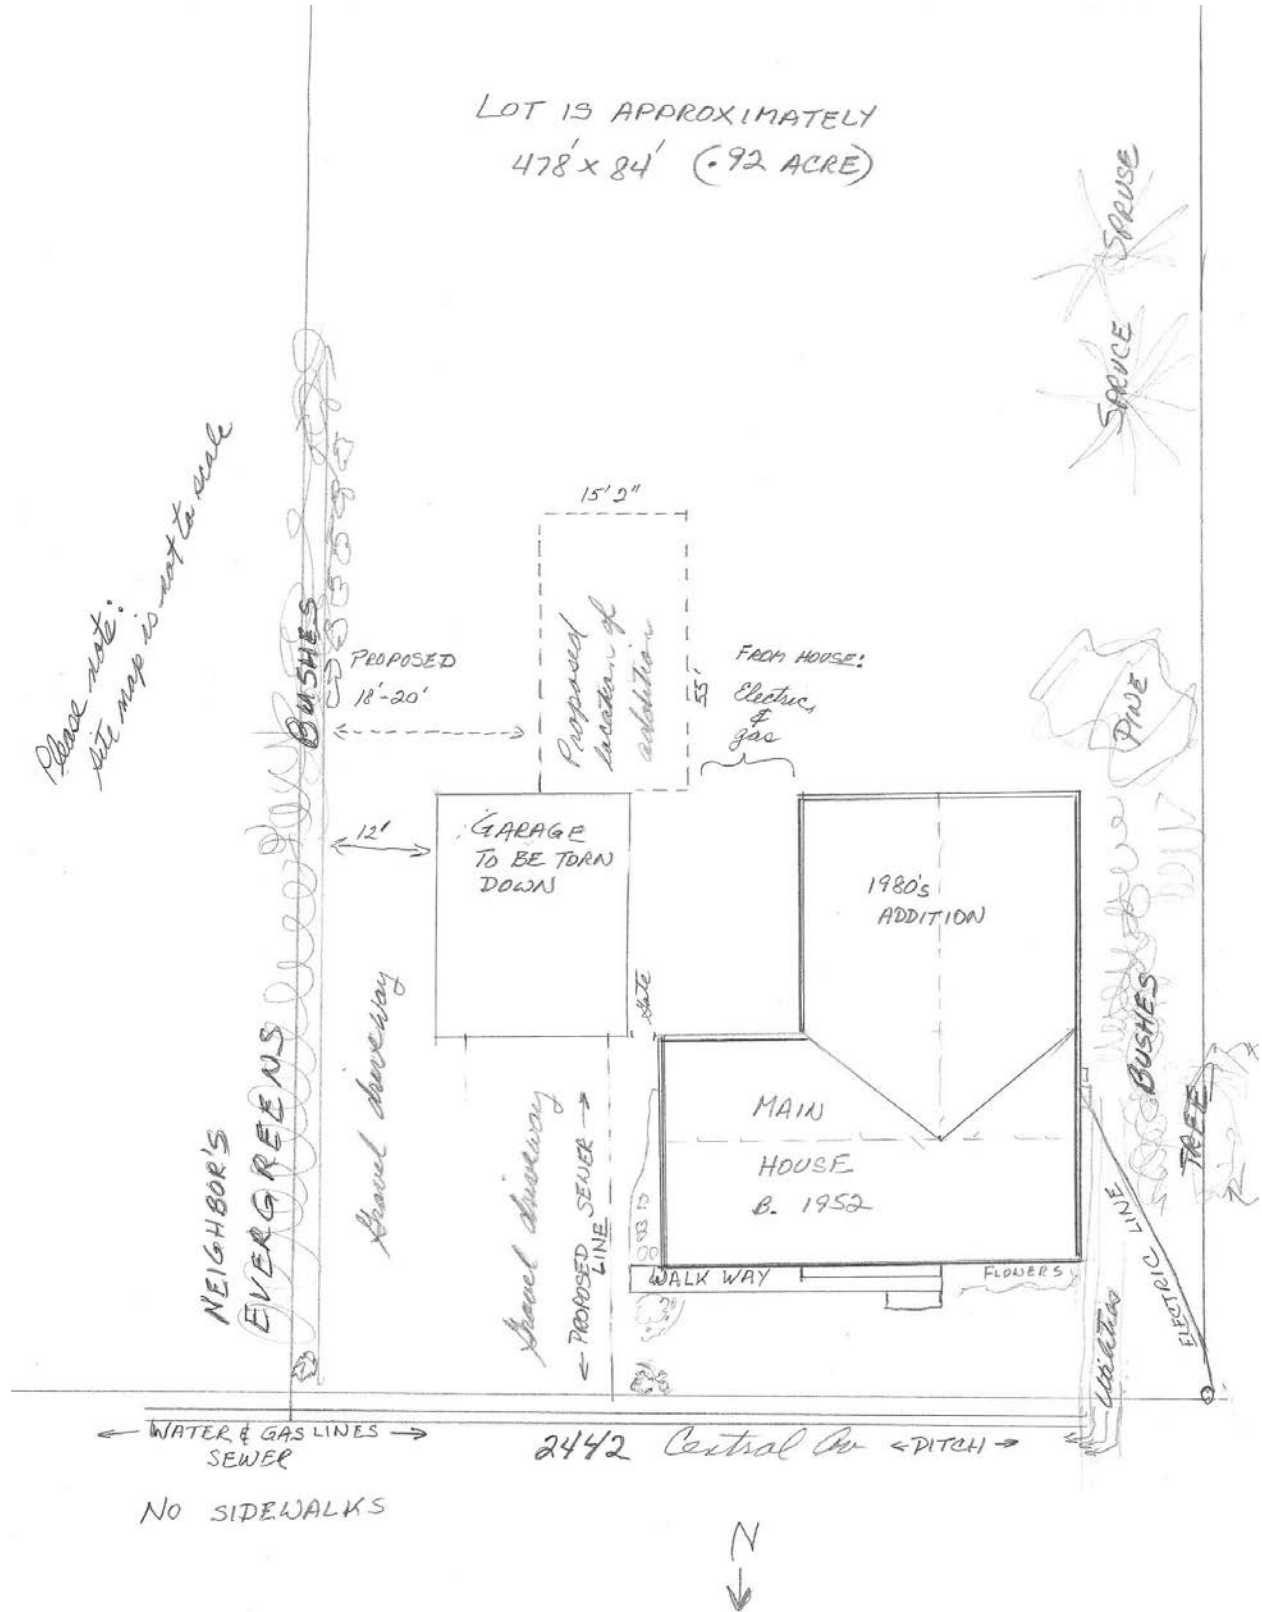 LOT IS APPROXIMATELY
478' X 84' (.92 ACRE)
SPRUSE
SPRUCE
Please note:
site map is not to scale
15'2"
BUSHES
PROPOSED
18'-20'
Proposed
location of
addition
55'
FROM HOUSE:
Electric,
&
gas
PINE
12'
GARAGE
TO BE TORN
DOWN
1980's
ADDITION
Gate
Gravel driveway
Gravel driveway
← PROPOSED SEWER →
LINE
MAIN
HOUSE
B. 1952
BUSHES
TREE
NEIGHBOR'S
EVERGREENS
WALK WAY
FLOWERS
ELECTRIC LINE
Utilities
← WATER & GAS LINES →
SEWER
2442 Central Av
← DITCH →
NO SIDEWALKS
N